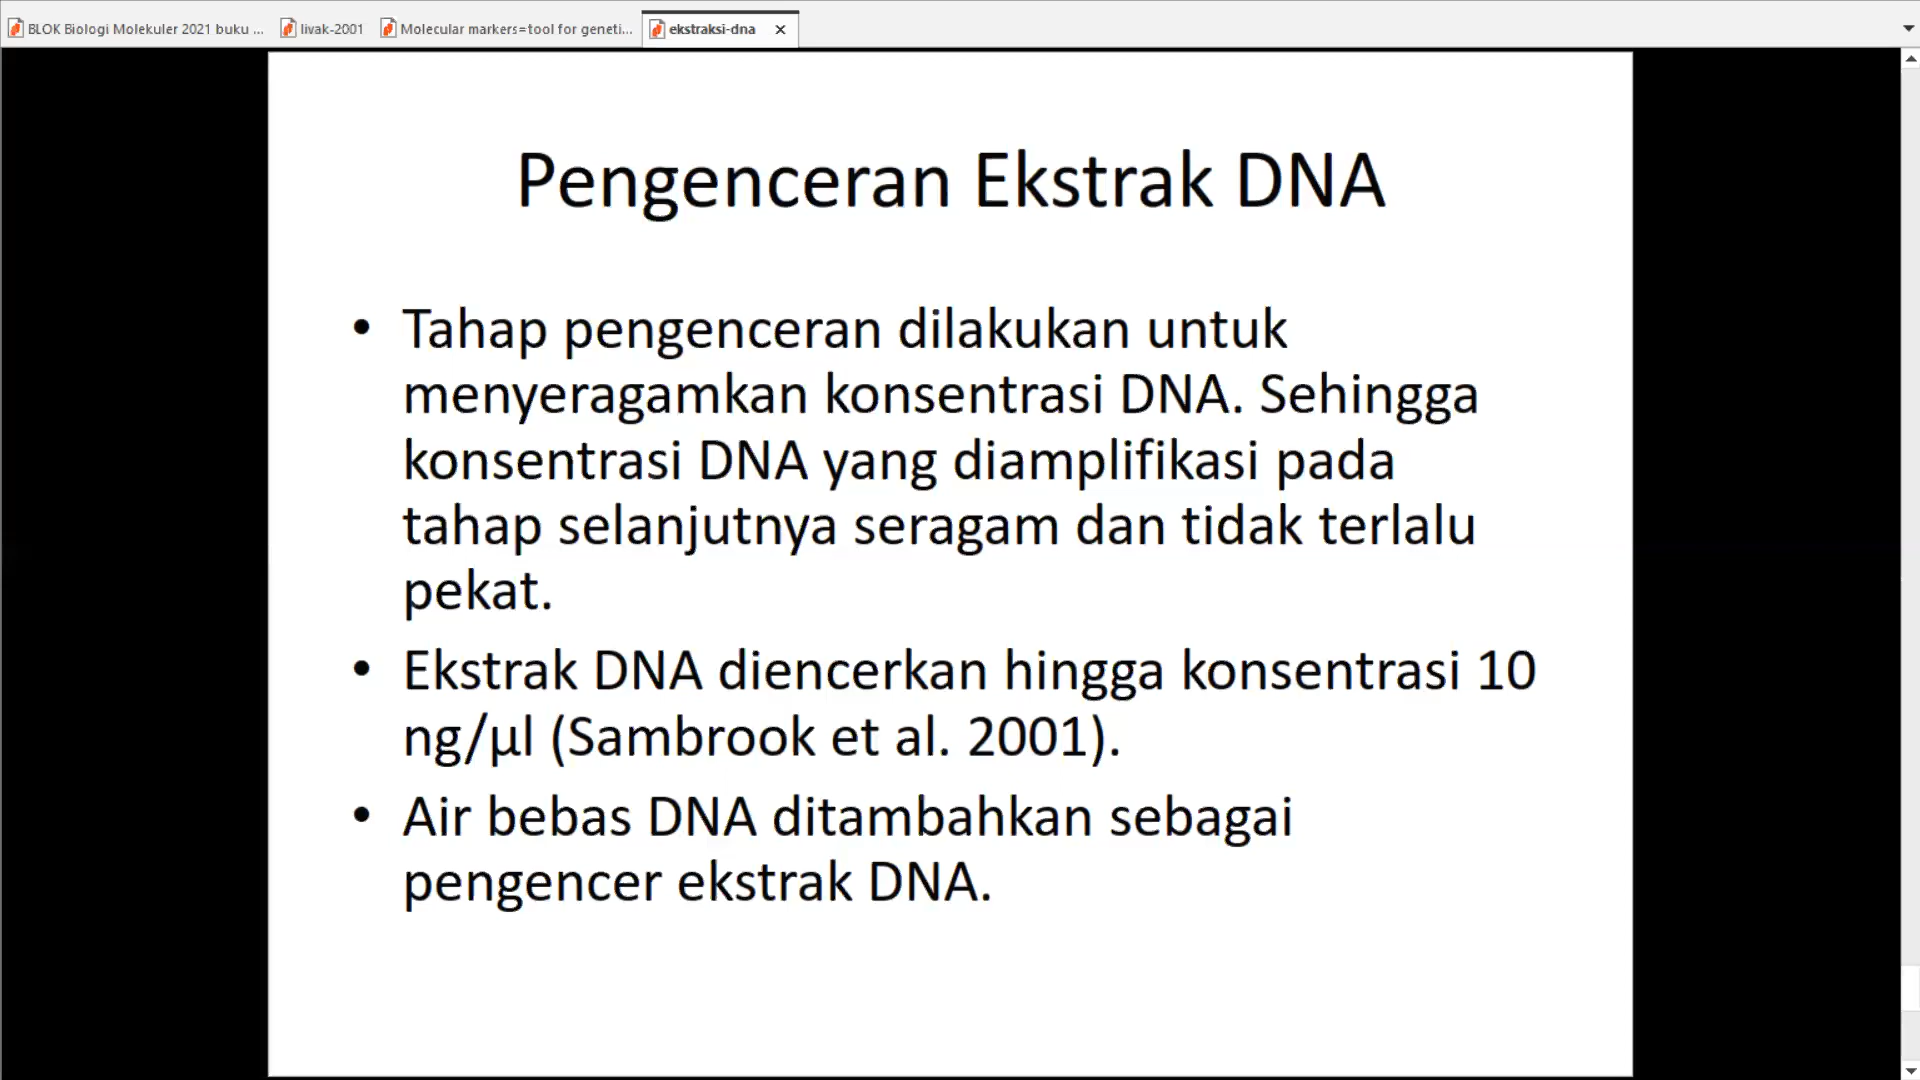 BLOK Biologi Molekuler 2021 buku ...
livak-2001
Molecular markers=tool for geneti...
ekstraksi-dna
Pengenceran Ekstrak DNA
• Tahap pengenceran dilakukan untuk
menyeragamkan konsentrasi DNA. Sehingga
konsentrasi DNA yang diamplifikasi pada
tahap selanjutnya seragam dan tidak terlalu
pekat.
• Ekstrak DNA diencerkan hingga konsentrasi 10
ng/µl (Sambrook et al. 2001).
• Air bebas DNA ditambahkan sebagai
pengencer ekstrak DNA.